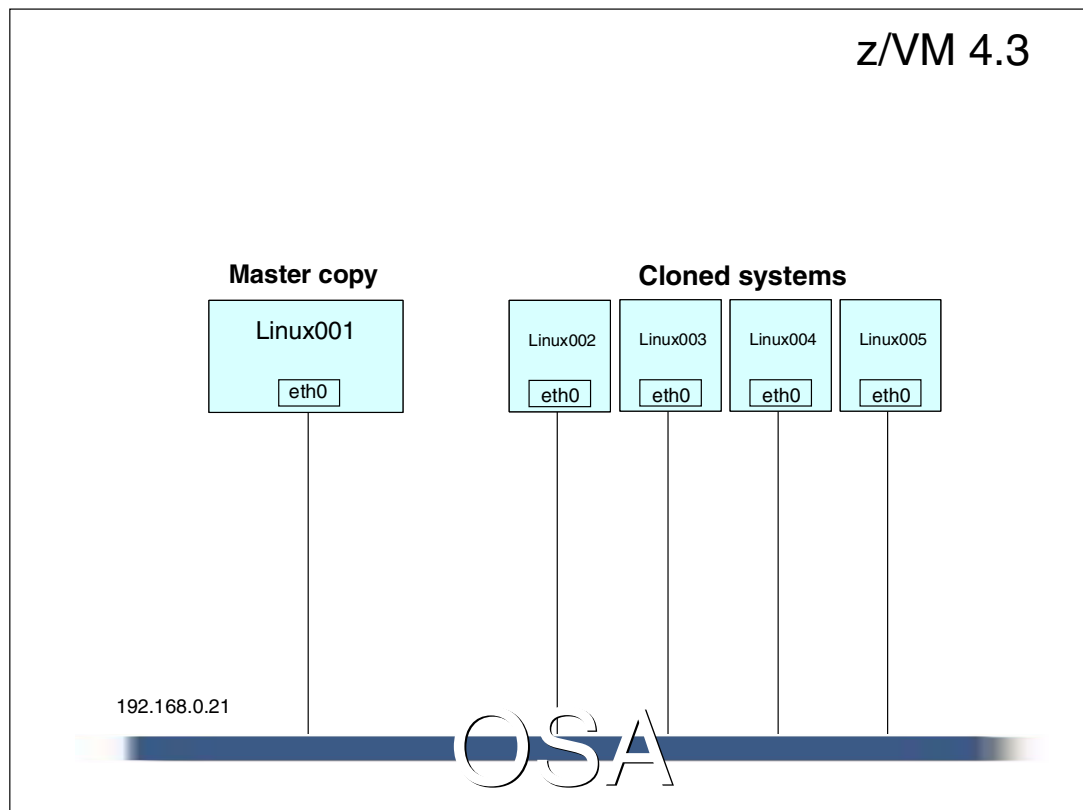 z/VM 4.3
Master copy
Cloned systems
Linux001
eth0
Linux002
eth0
Linux003
eth0
Linux004
eth0
Linux005
eth0
192.168.0.21
OSA